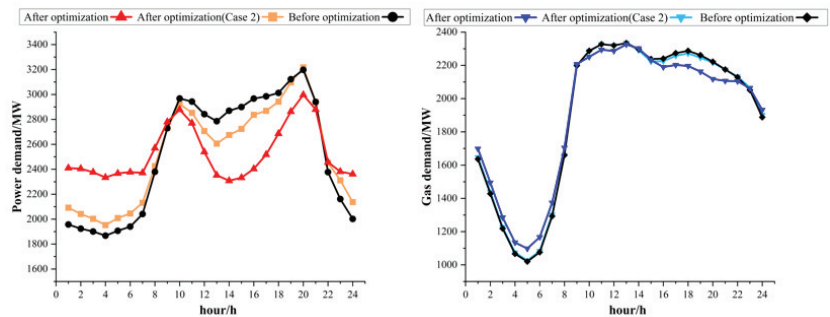 After optimization After optimization(Case 2) Before optimization
3400
3200
3000
2800
2600
2400
2200
2000
1800
1600
Power demand/MW
0 2 4 6 8 10 12 14 16 18 20 22 24
hour/h
After optimization After optimization(Case 2) Before optimization
2400
2200
2000
1800
1600
1400
1200
1000
Gas demand/MW
0 2 4 6 8 10 12 14 16 18 20 22 24
hour/h